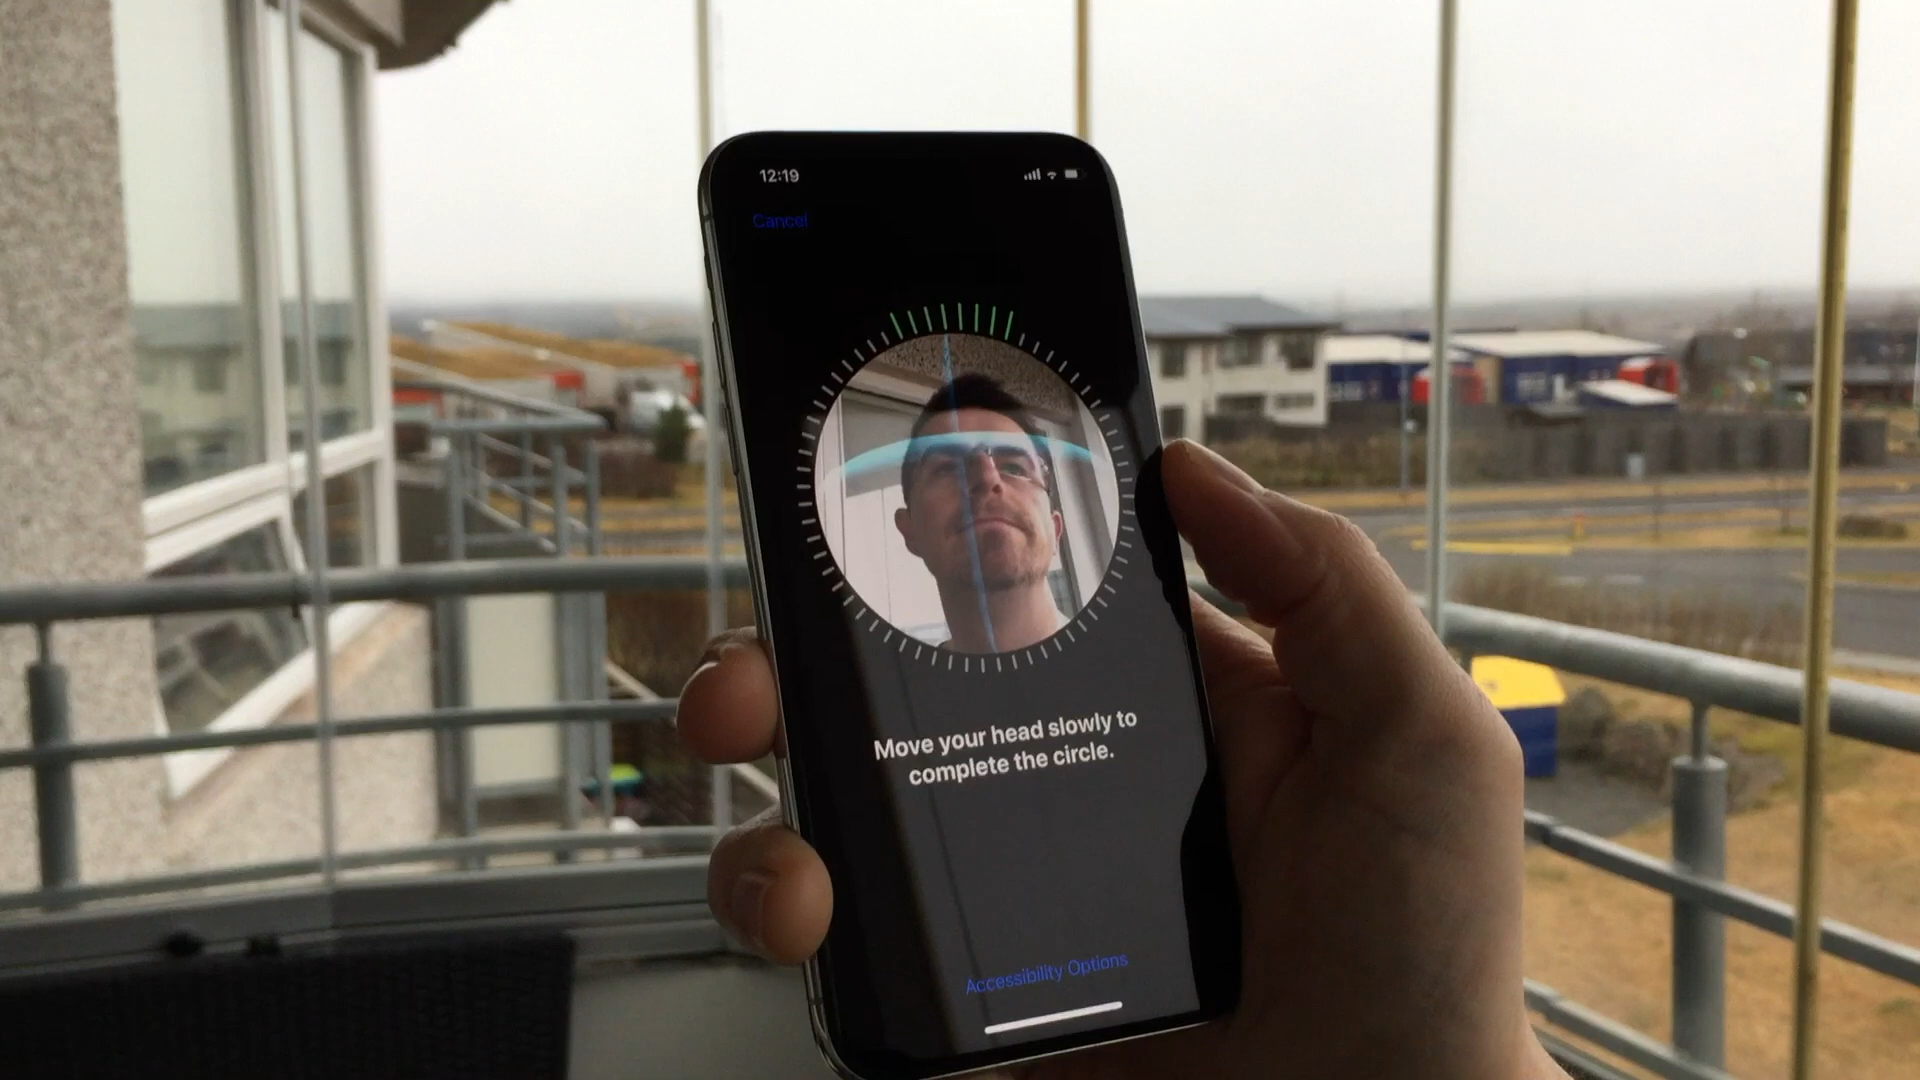 12:19
Cancel
Move your head slowly to
complete the circle.
Accessibility Options